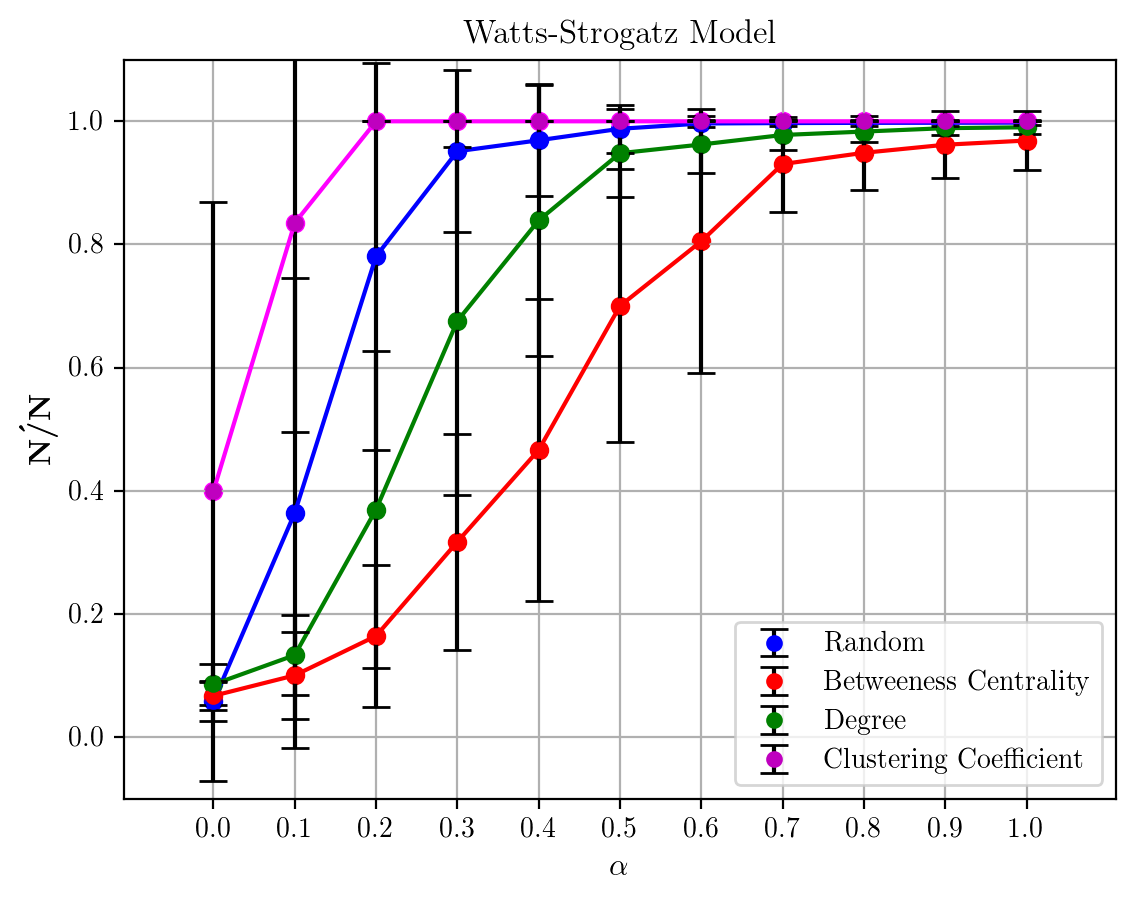 Watts-Strogatz Model
1.0
0.8
0.6
0.4
0.2
0.0
N´/N
0.0 0.1 0.2 0.3 0.4 0.5 0.6 0.7 0.8 0.9 1.0
α
Random
Betweeness Centrality
Degree
Clustering Coefficient